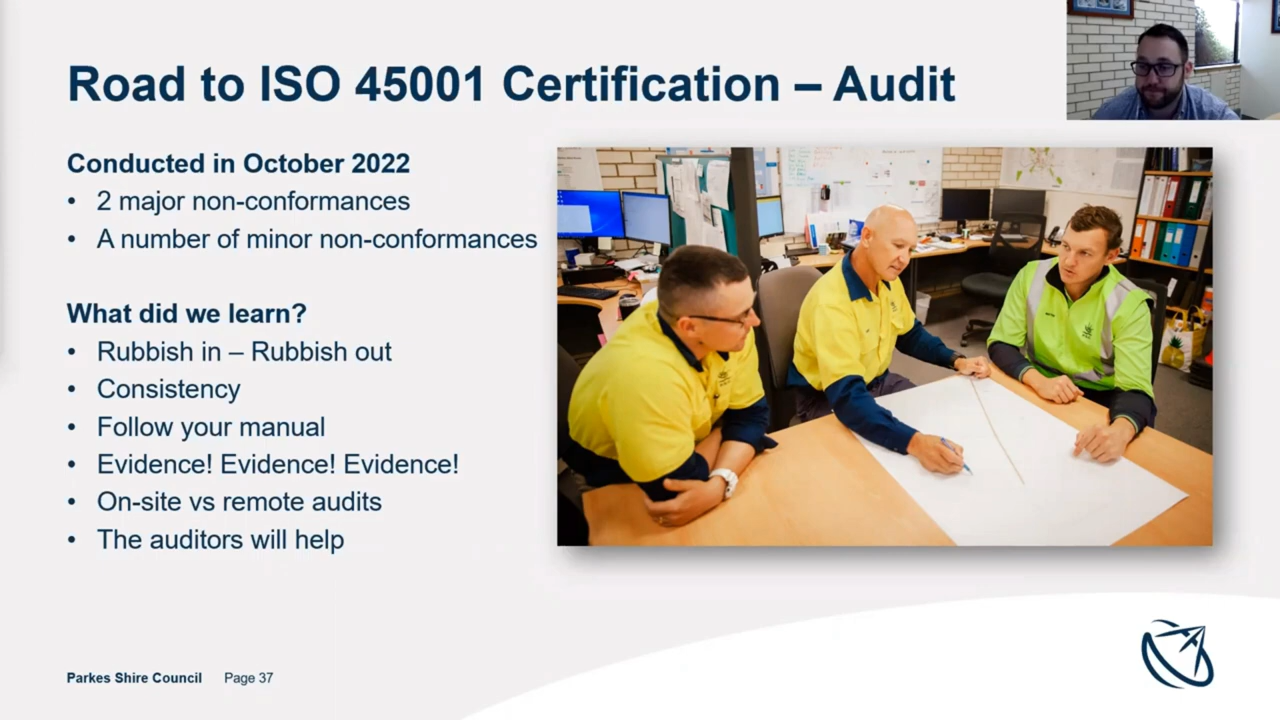 Road to ISO 45001 Certification – Audit
Conducted in October 2022
• 2 major non-conformances
• A number of minor non-conformances
What did we learn?
• Rubbish in – Rubbish out
• Consistency
• Follow your manual
• Evidence! Evidence! Evidence!
• On-site vs remote audits
• The auditors will help
Parkes Shire Council Page 37